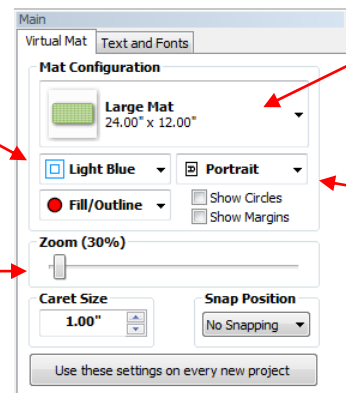 Main
Virtual Mat Text and Fonts
Mat Configuration
Large Mat
24.00" x 12.00"
Light Blue Portrait
Fill/Outline Show Circles
Show Margins
Zoom (30%)
Caret Size Snap Position
1.00" No Snapping
Use these settings on every new project